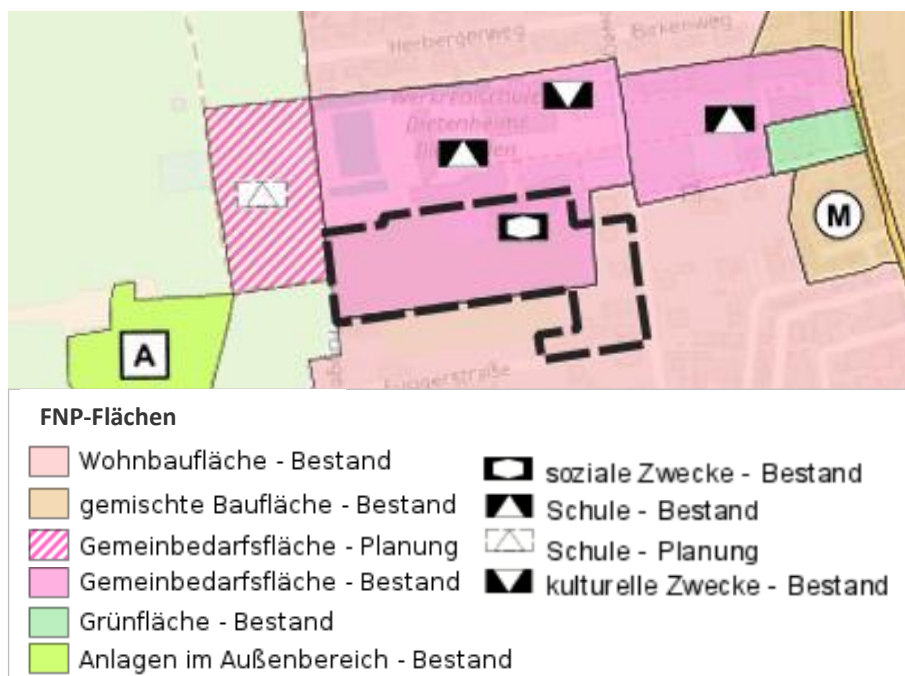 Herbergerweg
Birkenweg
Werkrealschule
Dietenheim
M
A
Fuggerstraße
FNP-Flächen
Wohnbaufläche - Bestand
gemischte Baufläche - Bestand
Gemeinbedarfsfläche - Planung
Gemeinbedarfsfläche - Bestand
Grünfläche - Bestand
Anlagen im Außenbereich - Bestand
soziale Zwecke - Bestand
Schule - Bestand
Schule - Planung
kulturelle Zwecke - Bestand